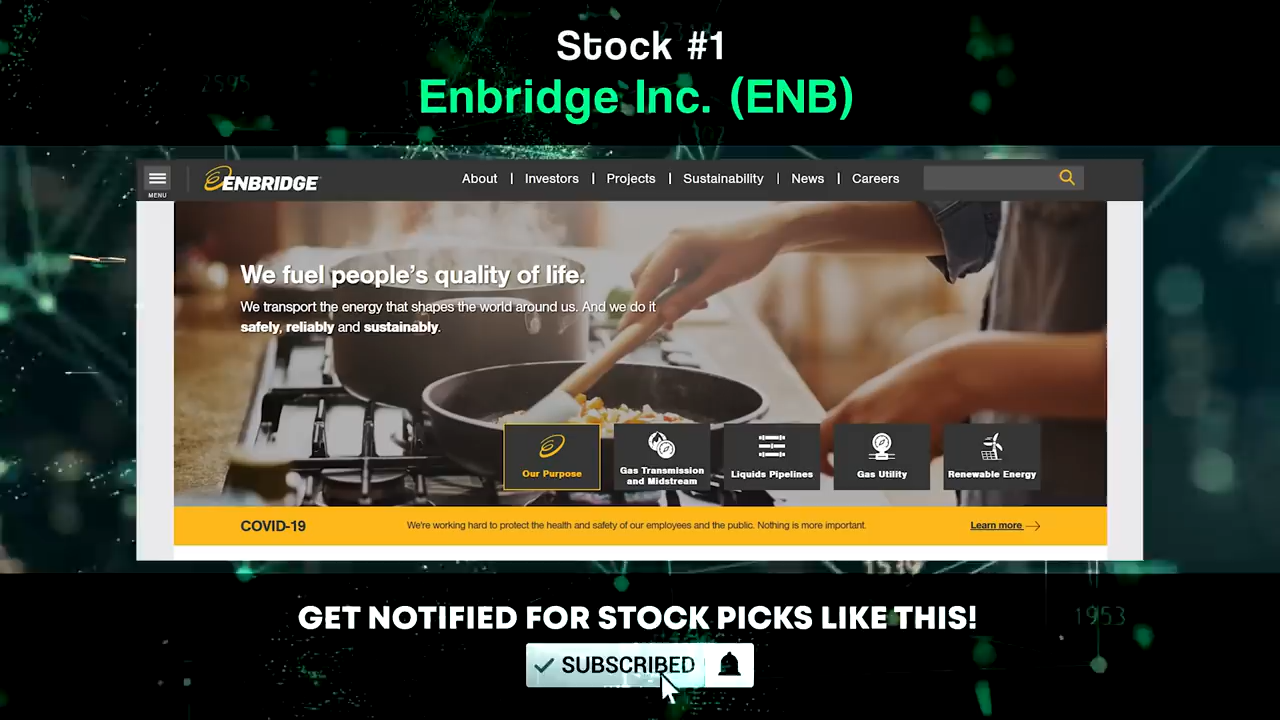 Stock #1
Enbridge Inc. (ENB)
MENU
ENBRIDGE
About | Investors | Projects | Sustainability | News | Careers
We fuel people's quality of life.
We transport the energy that shapes the world around us. And we do it
safely, reliably and sustainably.
Our Purpose
Gas Transmission
and Midstream
Liquids Pipelines
Gas Utility
Renewable Energy
COVID-19
We're working hard to protect the health and safety of our employees and the public. Nothing is more important.
Learn more →
GET NOTIFIED FOR STOCK PICKS LIKE THIS!
SUBSCRIBED
2595
1539
1953